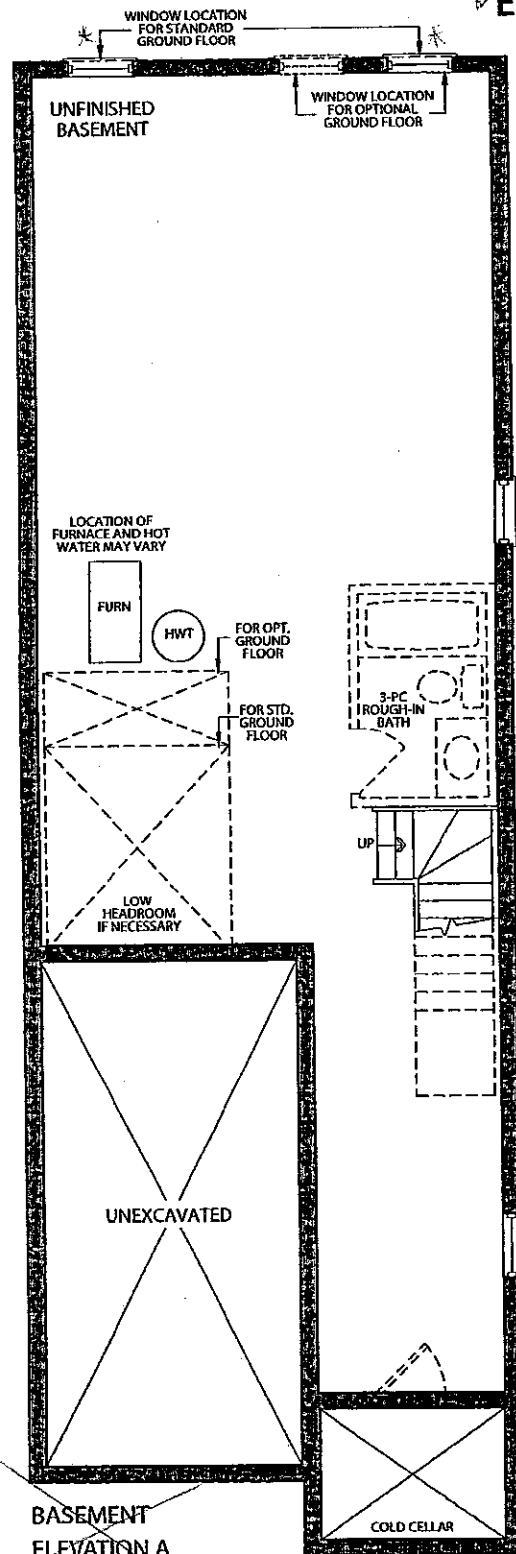 E
WINDOW LOCATION
FOR STANDARD
GROUND FLOOR
UNFINISHED
BASEMENT
WINDOW LOCATION
FOR OPTIONAL
GROUND FLOOR
LOCATION OF
FURNACE AND HOT
WATER MAY VARY
FURN
HWT
FOR OPT.
GROUND
FLOOR
FOR STD.
GROUND
FLOOR
3-PC
ROUGH-IN
BATH
UP
LOW
HEADROOM
IF NECESSARY
UNEXCAVATED
COLD CELLAR
BASEMENT
ELEVATION A